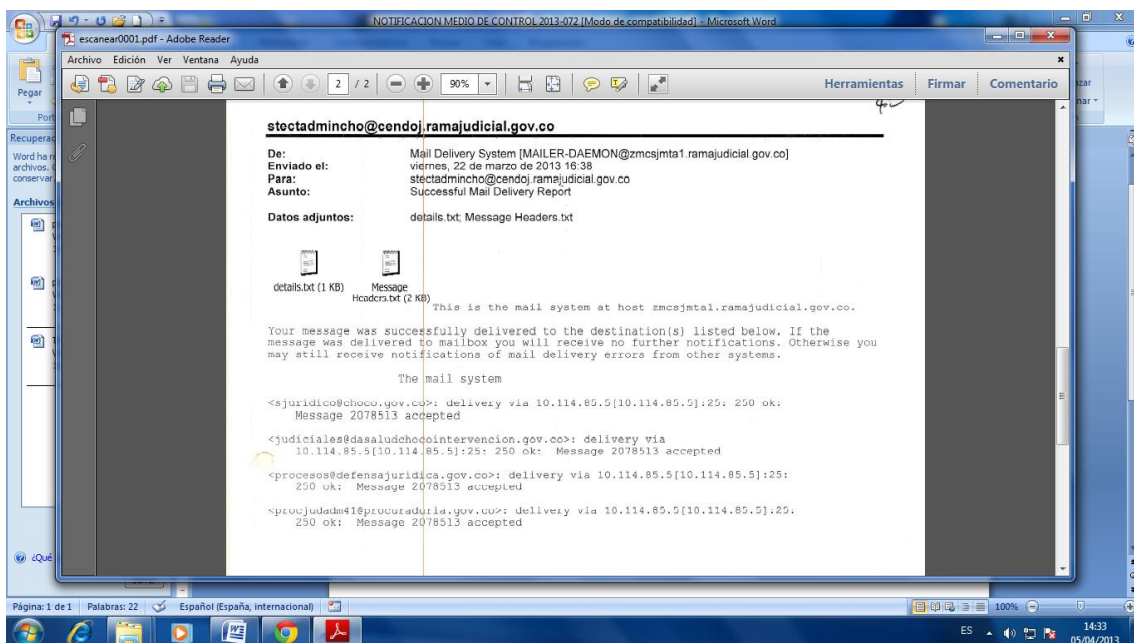 NOTIFICACION MEDIO DE CONTROL 2013-072 [Modo de compatibilidad] - Microsoft Word
escanear0001.pdf - Adobe Reader
Archivo Edición Ver Ventana Ayuda
2 / 2 90% Herramientas Firmar Comentario
Pegar
Recuperac
Word ha r
archivos.
conservar
Archivos
stectadmincho@cendoj.ramajudicial.gov.co
De: Mail Delivery System [MAILER-DAEMON@zmcsjmta1.ramajudicial.gov.co]
Enviado el: viernes, 22 de marzo de 2013 16:38
Para: stectadmincho@cendoj.ramajudicial.gov.co
Asunto: Successful Mail Delivery Report
Datos adjuntos: details.txt; Message Headers.txt
details.txt (1 KB) Message
Headers.txt (2 KB)
This is the mail system at host zmcsjmta1.ramajudicial.gov.co.
Your message was successfully delivered to the destination(s) listed below. If the
message was delivered to mailbox you will receive no further notifications. Otherwise you
may still receive notifications of mail delivery errors from other systems.
The mail system
<sjuridico@choco.gov.co>: delivery via 10.114.85.5[10.114.85.5]:25: 250 ok:
Message 2078513 accepted
<judiciales@dasaludchocointervencion.gov.co>: delivery via
10.114.85.5[10.114.85.5]:25: 250 ok: Message 2078513 accepted
<procesos@defensajuridica.gov.co>: delivery via 10.114.85.5[10.114.85.5]:25:
250 ok: Message 2078513 accepted
<procjudadm41@procuraduria.gov.co>: delivery via 10.114.85.5[10.114.85.5]:25:
250 ok: Message 2078513 accepted
¿Qué
Página: 1 de 1 Palabras: 22 Español (España, internacional) 100%
ES 14:33
05/04/2013